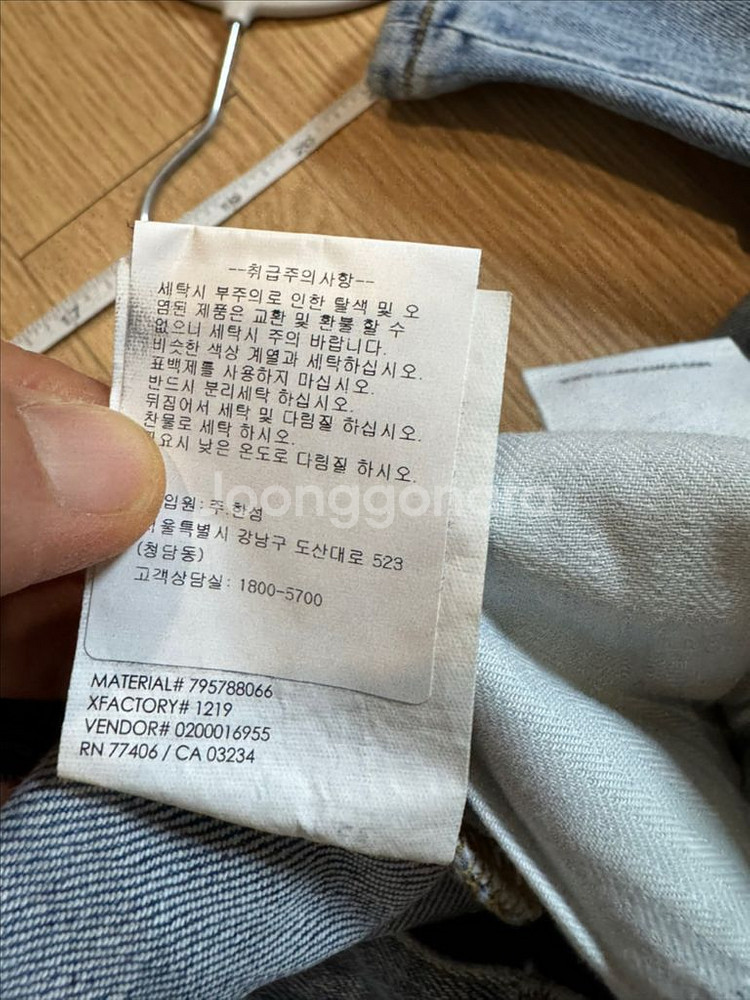 --취급주의사항--
세탁시 부주의로 인한 탈색 및 오
염된 제품은 교환 및 환불 할 수
없으니 세탁시 주의 바랍니다.
비슷한 색상 계열과 세탁하십시오.
표백제를 사용하지 마십시오.
반드시 분리세탁 하십시오.
뒤집어서 세탁 및 다림질 하십시오.
찬물로 세탁 하시오.
요시 낮은 온도로 다림질 하시오.
입원:주.한섬
울특별시 강남구 도산대로 523
(청담동)
고객상담실: 1800-5700
MATERIAL# 795788066
XFACTORY# 1219
VENDOR# 0200016955
RN 77406 / CA 03234
joonggonara